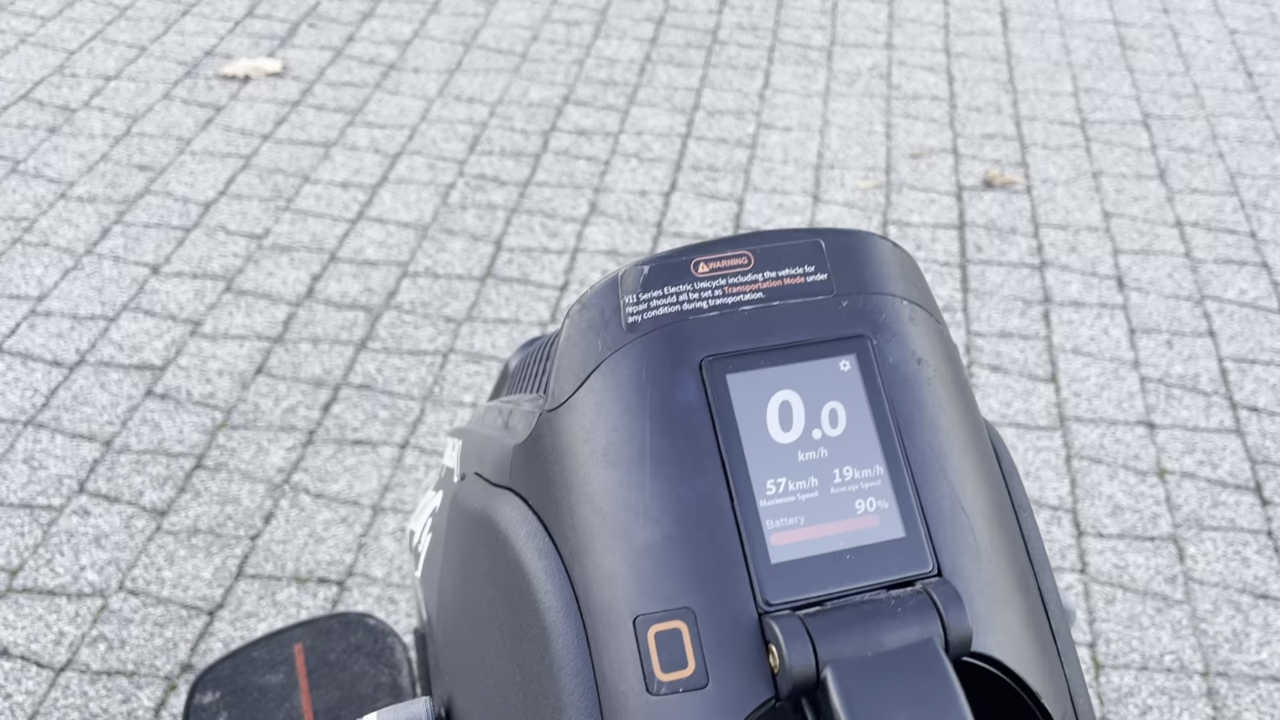 WARNING
V11 Series Electric Unicycle including the vehicle for
repair should all be set as Transportation Mode under
any condition during transportation.
0.0
km/h
57km/h 19km/h
Maximum Speed Average Speed
90%
Battery